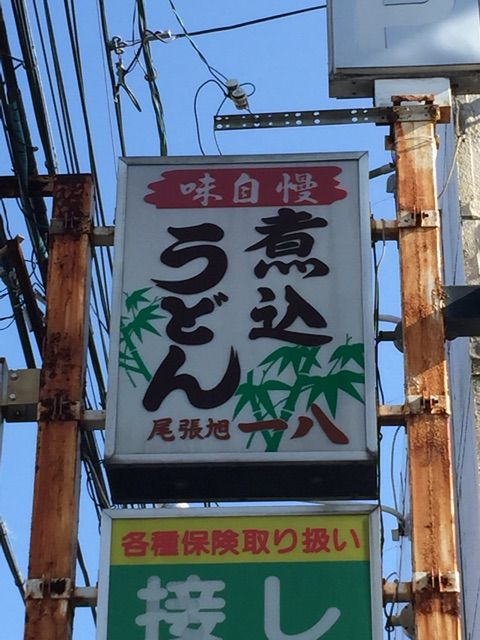 味自慢
煮込
うどん
尾張旭 一八
各種保険取り扱い
接し